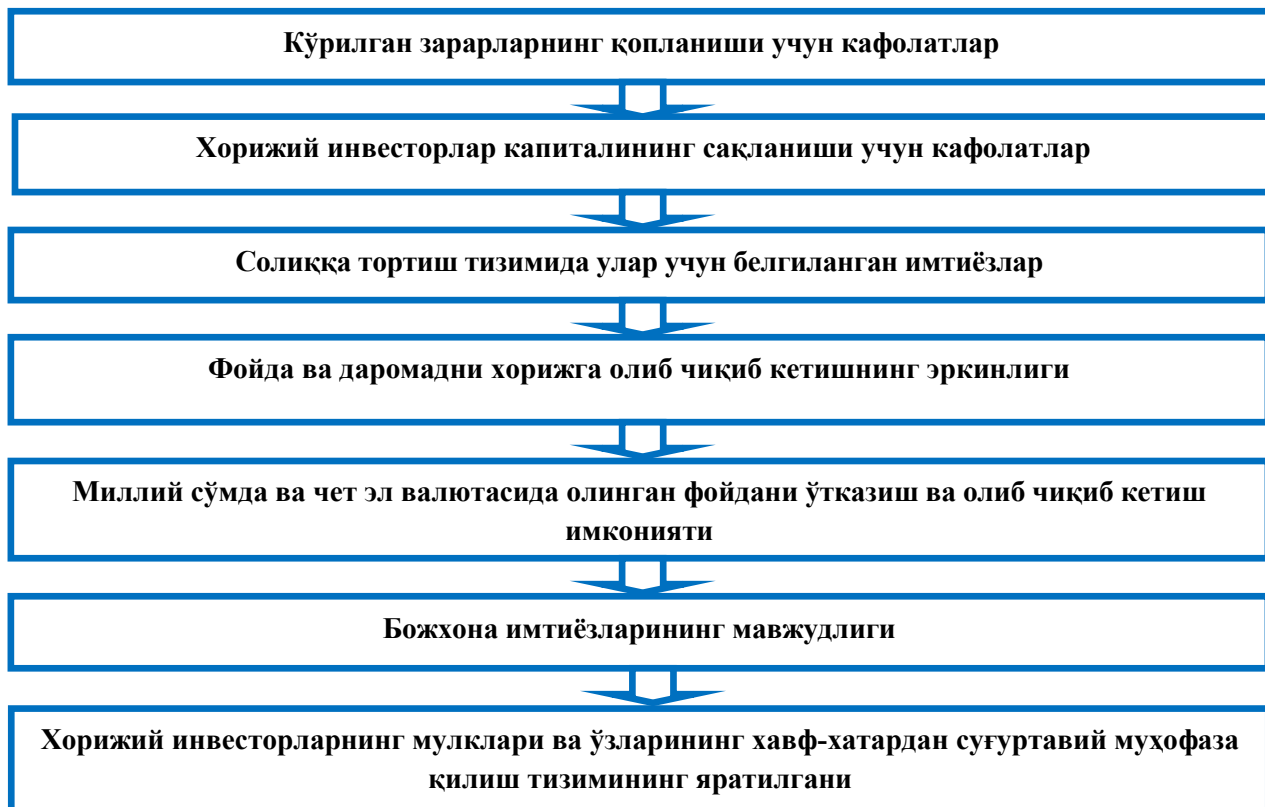 Кўрилган зарарларнинг қопланиши учун кафолатлар
Хорижий инвесторлар капиталининг сақланиши учун кафолатлар
Солиққа тортиш тизимида улар учун белгиланган имтиёзлар
Фойда ва даромадни хорижга олиб чиқиб кетишнинг эркинлиги
Миллий сўмда ва чет эл валютасида олинган фойдани ўтказиш ва олиб чиқиб кетиш
имконияти
Божхона имтиёзларининг мавжудлиги
Хорижий инвесторларнинг мулклари ва ўзларининг хавф-хатардан суғуртавий муҳофаза
қилиш тизимининг яратилгани